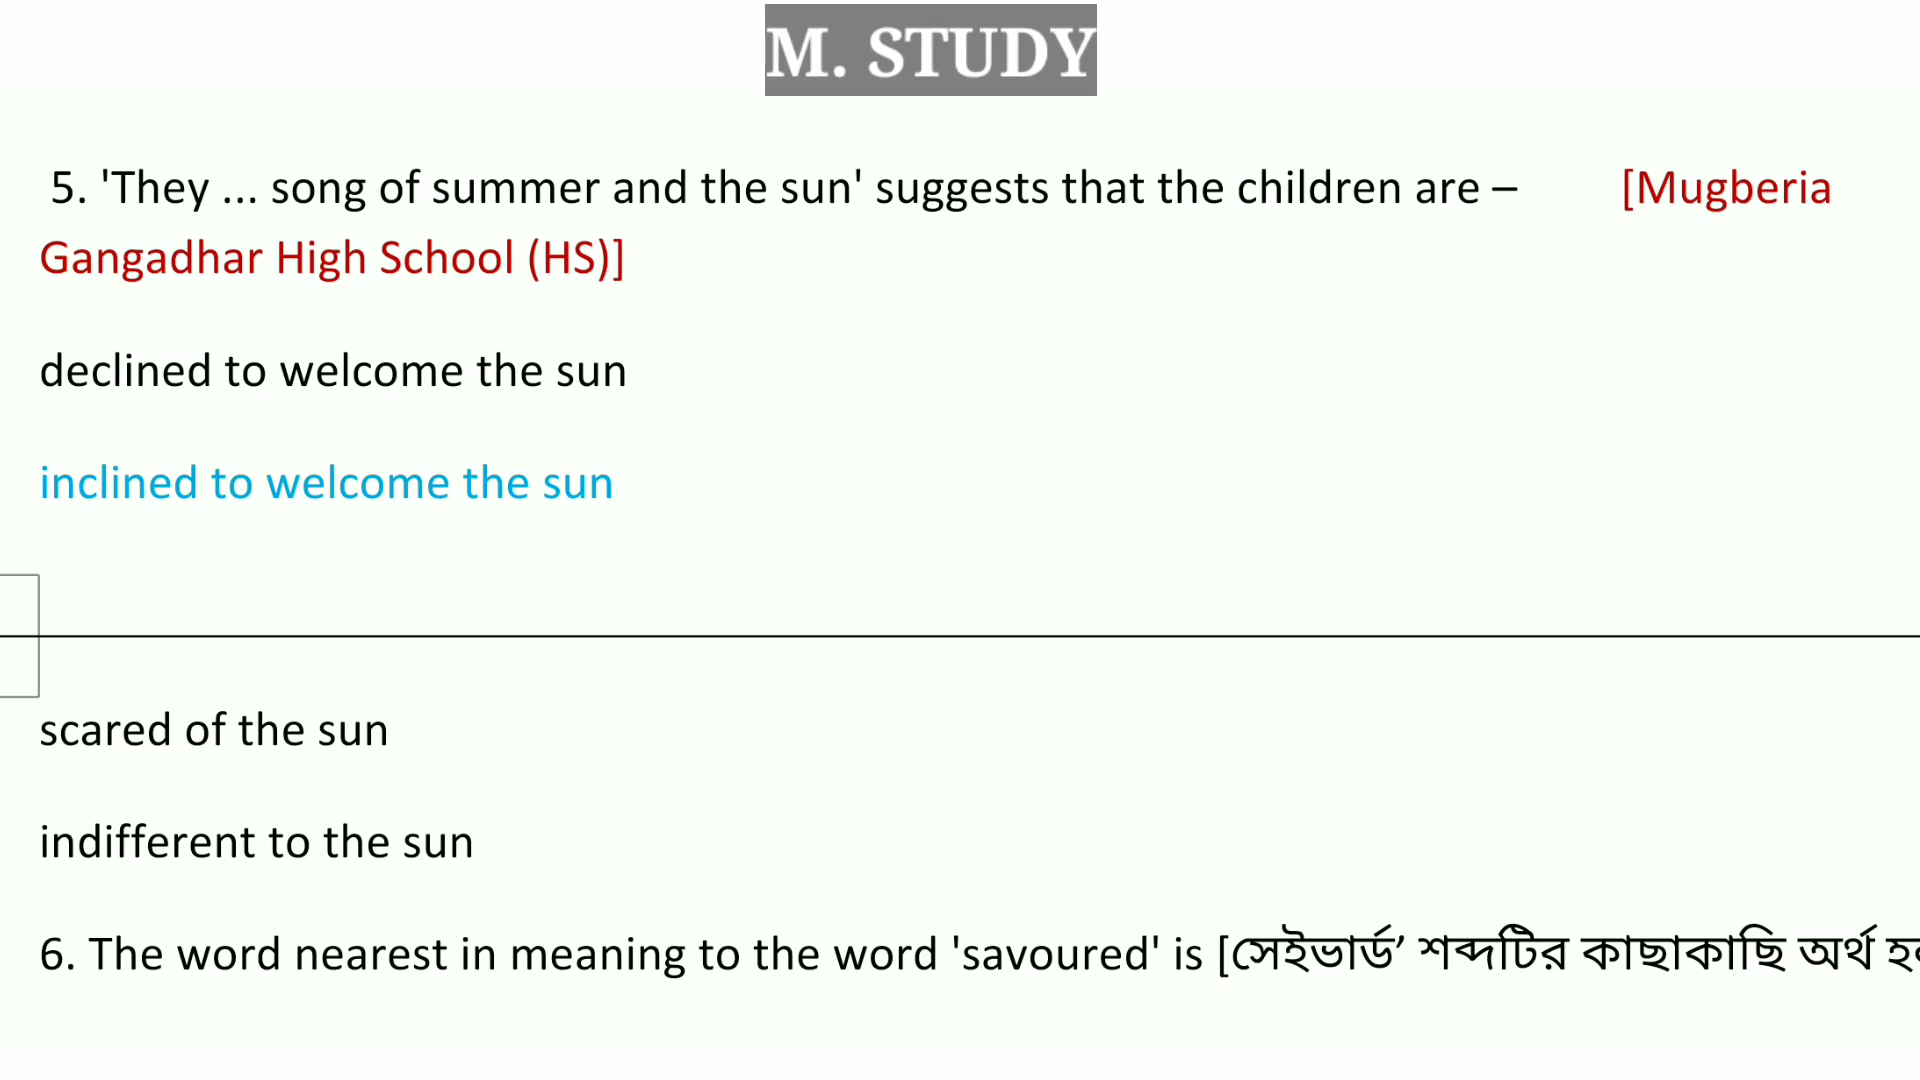 M. STUDY
5. 'They ... song of summer and the sun' suggests that the children are – [Mugberia
Gangadhar High School (HS)]
declined to welcome the sun
inclined to welcome the sun
scared of the sun
indifferent to the sun
6. The word nearest in meaning to the word 'savoured' is [সেইভার্ড’ শব্দটির কাছাকাছি অর্থ